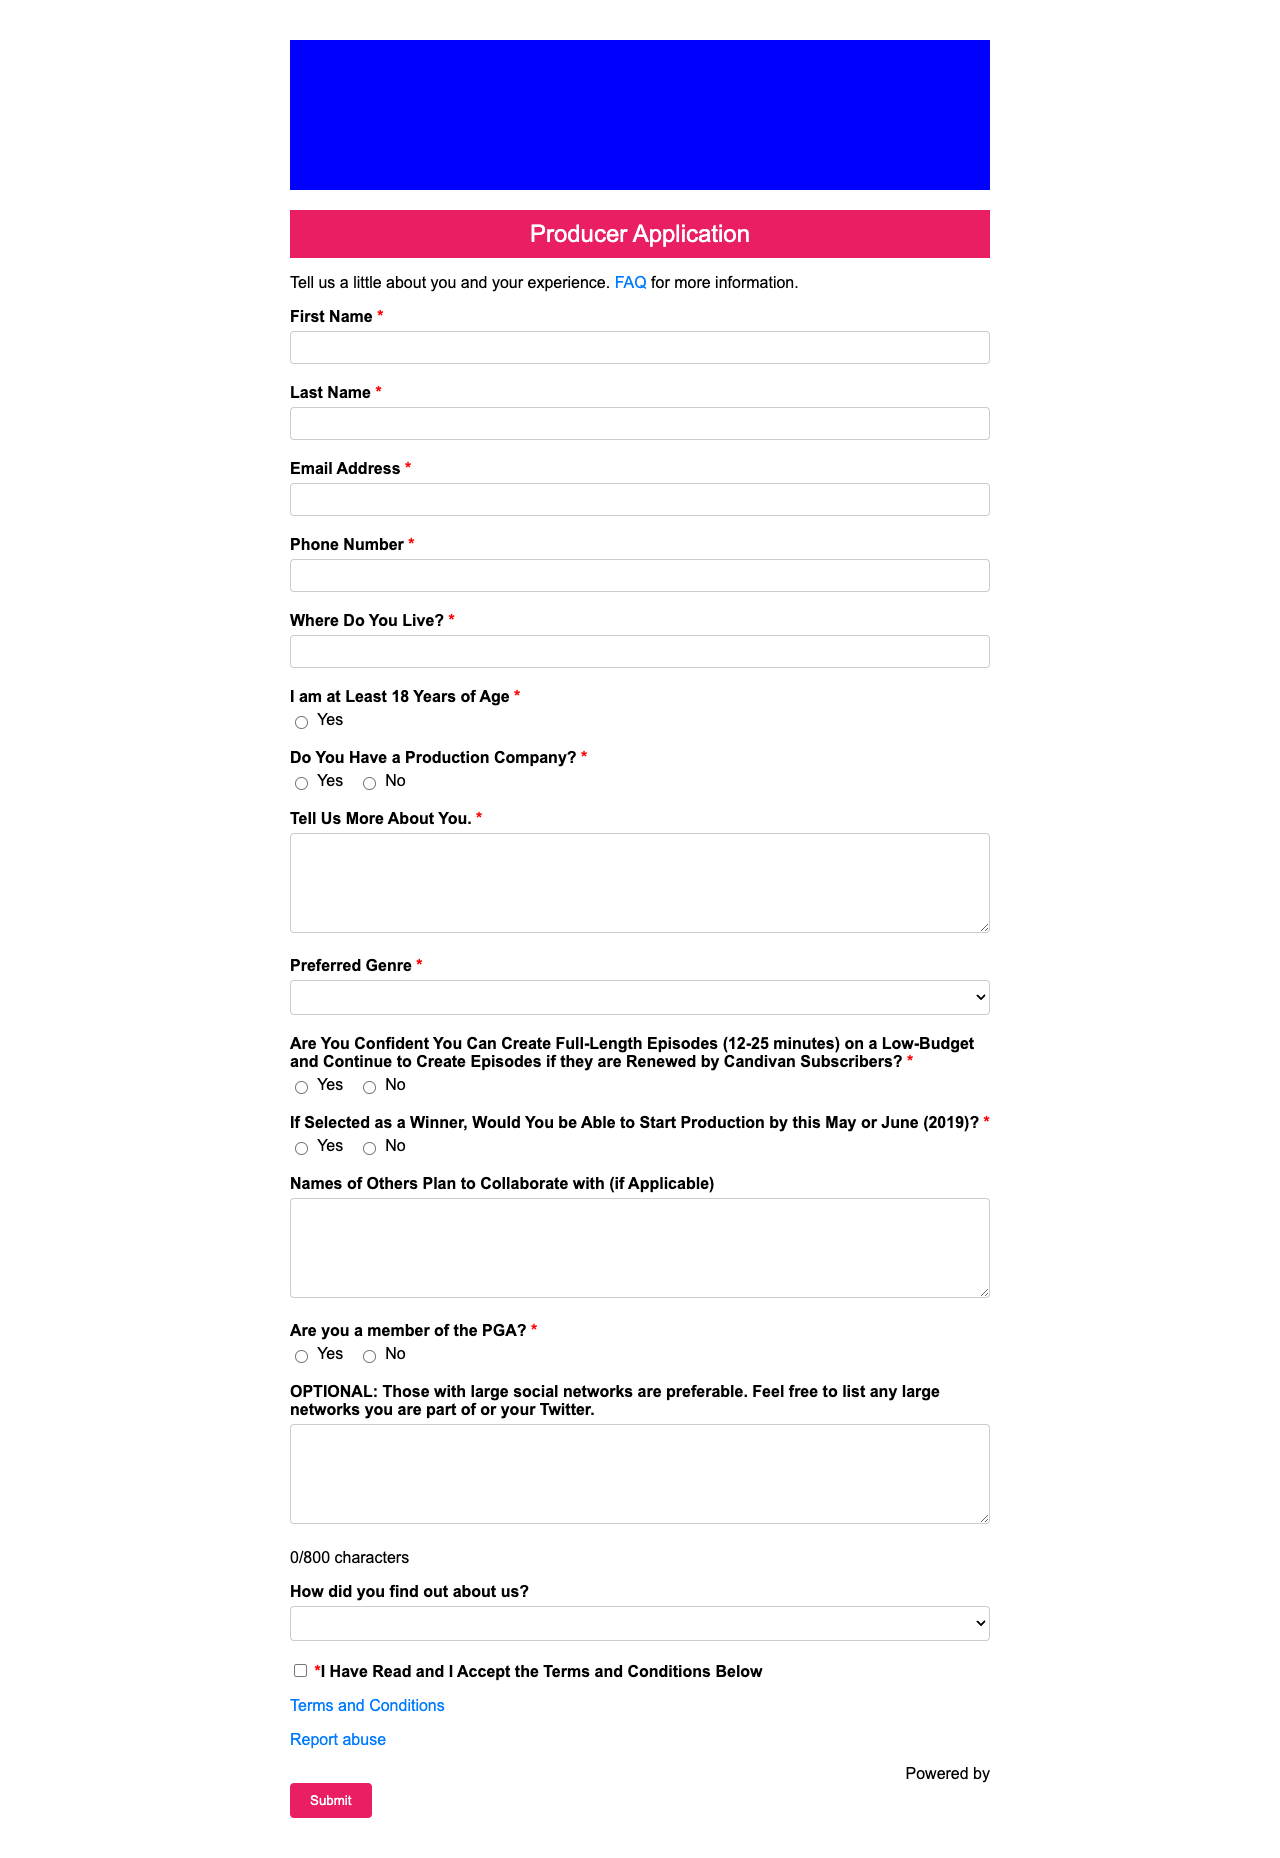 Producer Application
Tell us a little about you and your experience. FAQ for more information.
First Name *
Last Name *
Email Address *
Phone Number *
Where Do You Live? *
I am at Least 18 Years of Age *
Yes
Do You Have a Production Company? *
Yes No
Tell Us More About You. *
Preferred Genre *
Are You Confident You Can Create Full-Length Episodes (12-25 minutes) on a Low-Budget
and Continue to Create Episodes if they are Renewed by Candivan Subscribers? *
Yes No
If Selected as a Winner, Would You be Able to Start Production by this May or June (2019)? *
Yes No
Names of Others Plan to Collaborate with (if Applicable)
Are you a member of the PGA? *
Yes No
OPTIONAL: Those with large social networks are preferable. Feel free to list any large
networks you are part of or your Twitter.
0/800 characters
How did you find out about us?
*I Have Read and I Accept the Terms and Conditions Below
Terms and Conditions
Report abuse
Powered by
Submit